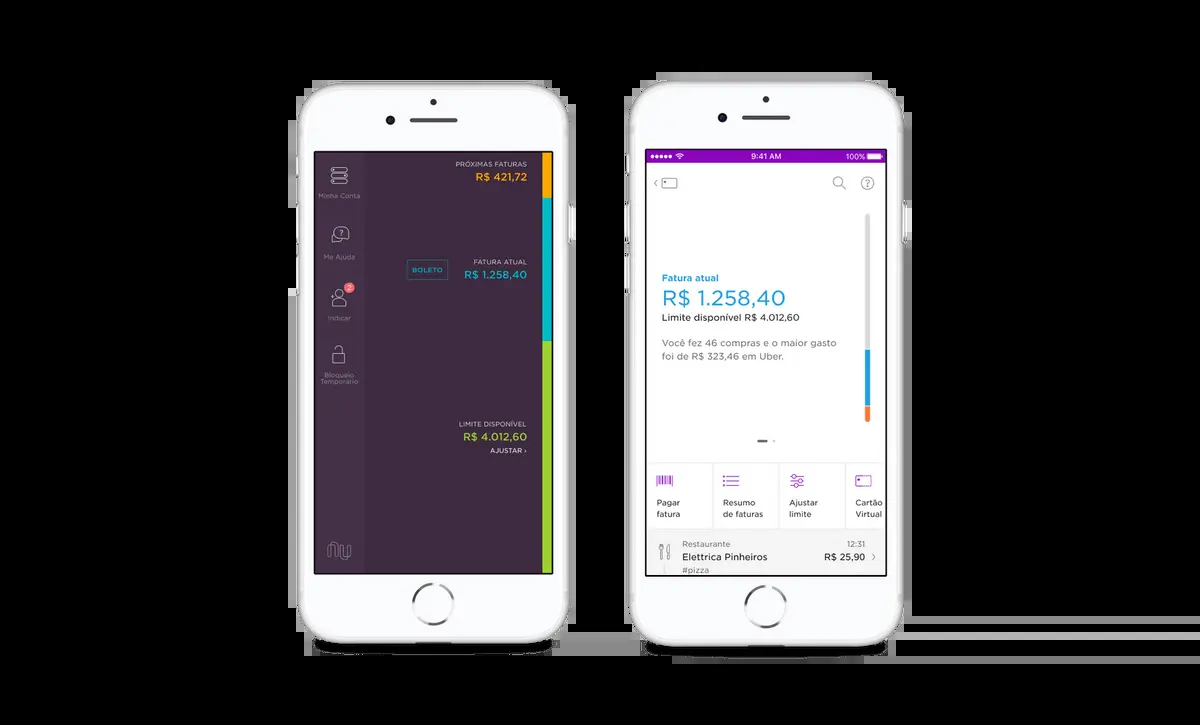 PRÓXIMAS FATURAS
R$ 421,72
Minha Conta
?
Me Ajuda
BOLETO
FATURA ATUAL
R$ 1.258,40
2
Indicar
Bloqueio
Temporário
LIMITE DISPONÍVEL
R$ 4.012,60
AJUSTAR ›
nu
9:41 AM
100%
?
Fatura atual
R$ 1.258,40
Limite disponível R$ 4.012,60
Você fez 46 compras e o maior gasto
foi de R$ 323,46 em Uber.
Pagar
fatura
Resumo
de faturas
Ajustar
limite
Cartão
Virtual
Restaurante
12:31
Elettrica Pinheiros
R$ 25,90
#pizza